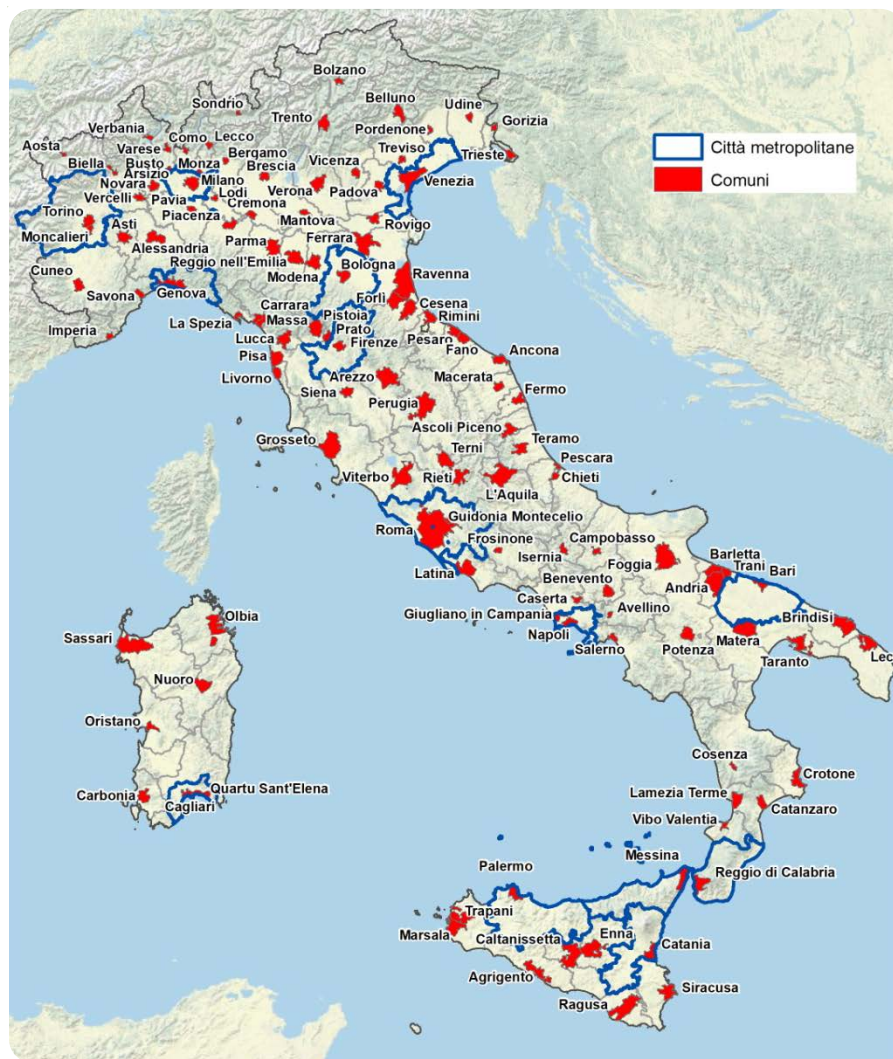 Bolzano
Sondrio
Belluno
Udine
Trento
Verbania
Como
Lecco
Pordenone
Gorizia
Aosta
Varese
Bergamo
Treviso
Biella
Busto
Arsizio
Monza
Brescia
Vicenza
Trieste
Novara
Milano
Venezia
Vercelli
Lodi
Verona
Padova
Pavia
Cremona
Torino
Piacenza
Mantova
Rovigo
Moncalieri
Asti
Parma
Ferrara
Alessandria
Reggio nell'Emilia
Cuneo
Modena
Bologna
Ravenna
Savona
Genova
Carrara
Forlì
Cesena
Imperia
La Spezia
Massa
Pistoia
Rimini
Lucca
Prato
Pesaro
Pisa
Firenze
Fano
Ancona
Livorno
Arezzo
Macerata
Siena
Fermo
Perugia
Ascoli Piceno
Grosseto
Terni
Teramo
Viterbo
Rieti
Pescara
Chieti
L'Aquila
Guidonia Montecelio
Roma
Frosinone
Campobasso
Isernia
Foggia
Barletta
Trani
Bari
Latina
Benevento
Andria
Caserta
Giugliano in Campania
Avellino
Brindisi
Napoli
Salerno
Potenza
Matera
Lec
Taranto
Olbia
Sassari
Nuoro
Oristano
Carbonia
Quartu Sant'Elena
Cagliari
Cosenza
Crotone
Lamezia Terme
Catanzaro
Vibo Valentia
Messina
Palermo
Reggio di Calabria
Trapani
Marsala
Caltanissetta
Enna
Catania
Agrigento
Siracusa
Ragusa
Città metropolitane
Comuni